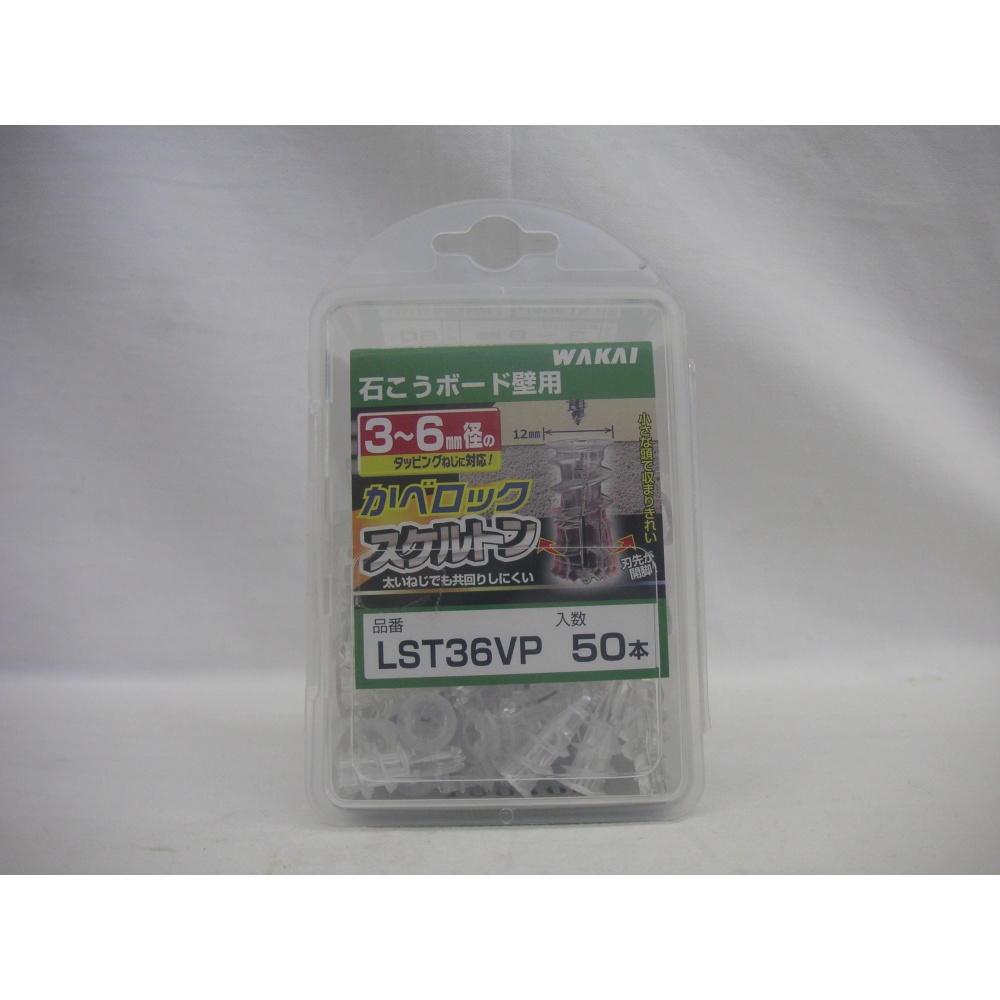 WAKAI
石こうボード壁用
3〜6mm径の
タッピングねじに対応!
12mm
小さな頭で収まりきれい
かべロック
スケルトン
刃先が
開脚!
太いねじでも共回りしにくい
品番
入数
LST36VP 50本